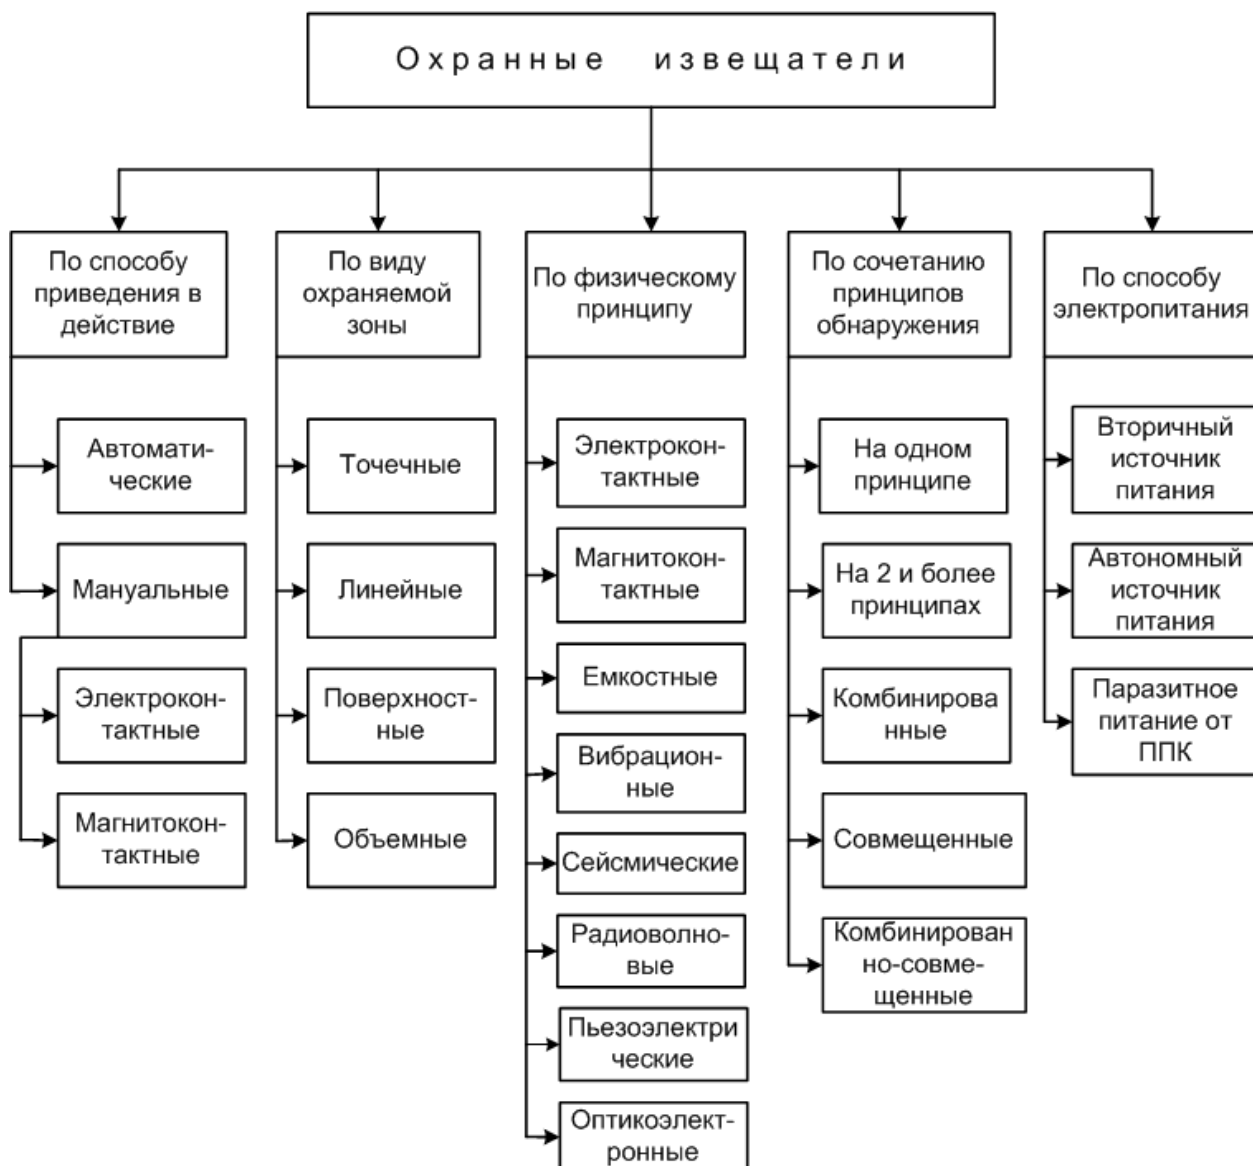 Охранные извещатели
По способу
приведения в
действие
По виду
охраняемой
зоны
По физическому
принципу
По сочетанию
принципов
обнаружения
По способу
электропитания
Автомати-
ческие
Мануальные
Электрокон-
тактные
Магнитокон-
тактные
Точечные
Линейные
Поверхност-
ные
Объемные
Электрокон-
тактные
Магнитокон-
тактные
Емкостные
Вибрацион-
ные
Сейсмические
Радиоволно-
вые
Пьезоэлектри
ческие
Оптикоэлект-
ронные
На одном
принципе
На 2 и более
принципах
Комбинирова
нные
Совмещенные
Комбинирован
но-совме-
щенные
Вторичный
источник
питания
Автономный
источник
питания
Паразитное
питание от
ППК